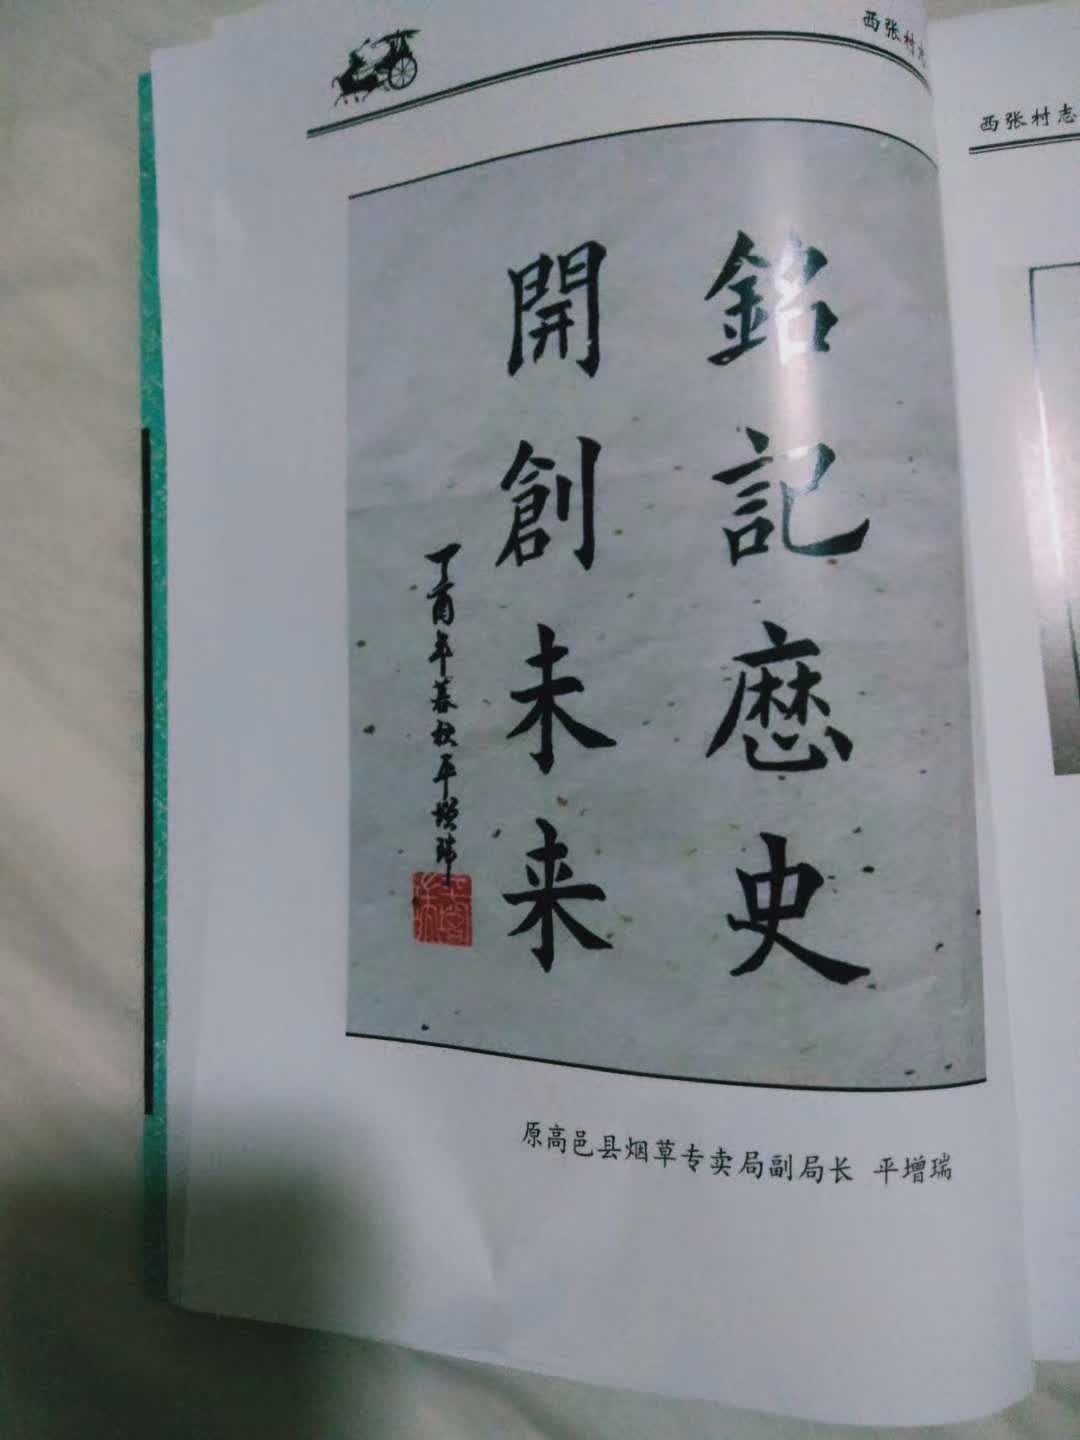 西张村志
西张村志
銘記歷史
開創未来
丁酉年暮秋平增瑞
原高邑县烟草专卖局副局长 平增瑞